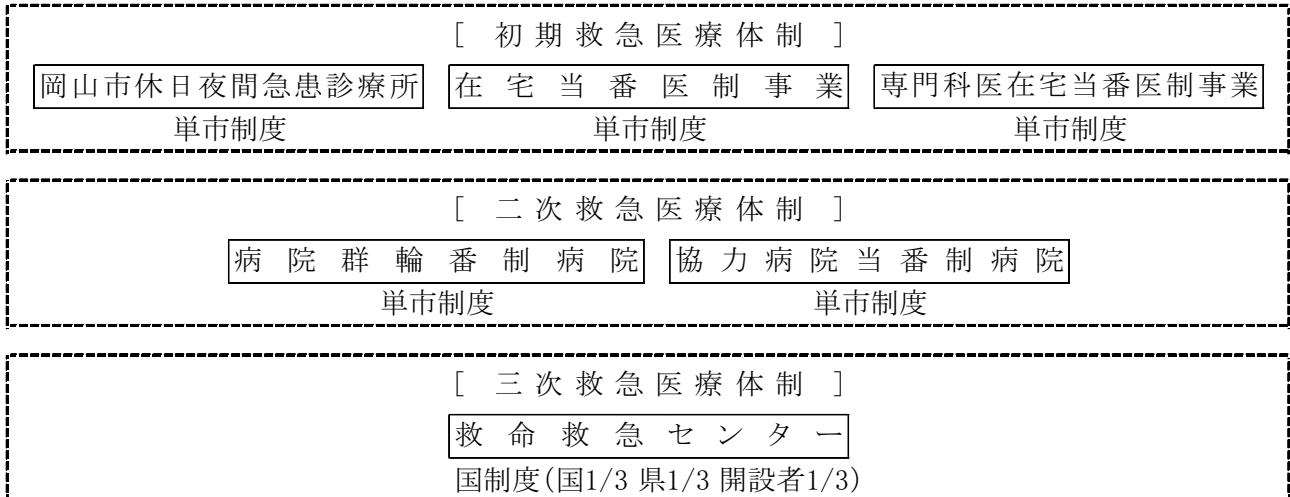 [ 初期救急医療体制 ]
岡山市休日夜間急患診療所 在宅当番医制事業 専門科医在宅当番医制事業
単市制度 単市制度 単市制度
[ 二次救急医療体制 ]
病院群輪番制病院 協力病院当番制病院
単市制度 単市制度
[ 三次救急医療体制 ]
救命救急センター
国制度(国1/3 県1/3 開設者1/3)